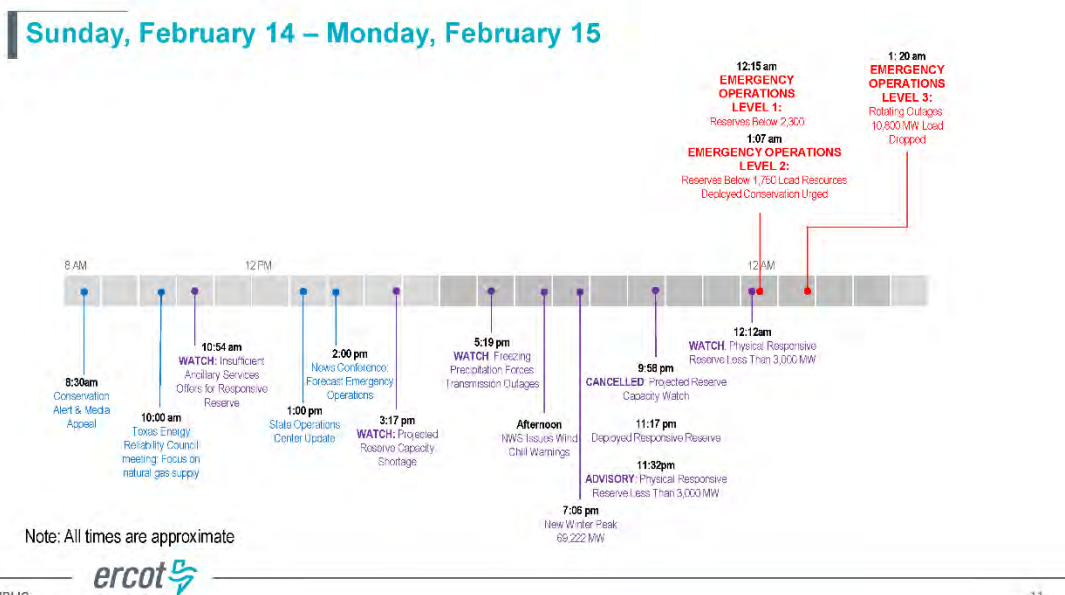 Sunday, February 14 – Monday, February 15
12:15 am
EMERGENCY
OPERATIONS
LEVEL 1:
Reserves Below 2,300
1:07 am
EMERGENCY OPERATIONS
LEVEL 2:
Reserves Below 1,750 Load Resources
Deployed Conservation Urged
1: 20 am
EMERGENCY
OPERATIONS
LEVEL 3:
Rotating Outages
10,800 MW Load
Dropped
8 AM
12 PM
12 AM
8:30am
Conservation
Alert & Media
Appeal
10:00 am
Texas Energy
Reliability Council
meeting: Focus on
natural gas supply
10:54 am
WATCH: Insufficient
Ancillary Services
Offers for Responsive
Reserve
1:00 pm
State Operations
Center Update
2:00 pm
News Conference:
Forecast Emergency
Operations
3:17 pm
WATCH: Projected
Reserve Capacity
Shortage
5:19 pm
WATCH: Freezing
Precipitation Forces
Transmission Outages
Afternoon
NWS Issues Wind
Chill Warnings
7:06 pm
New Winter Peak
69,222 MW
9:58 pm
CANCELLED: Projected Reserve
Capacity Watch
11:17 pm
Deployed Responsive Reserve
11:32pm
ADVISORY: Physical Responsive
Reserve Less Than 3,000 MW
12:12am
WATCH: Physical Responsive
Reserve Less Than 3,000 MW
Note: All times are approximate
ercot